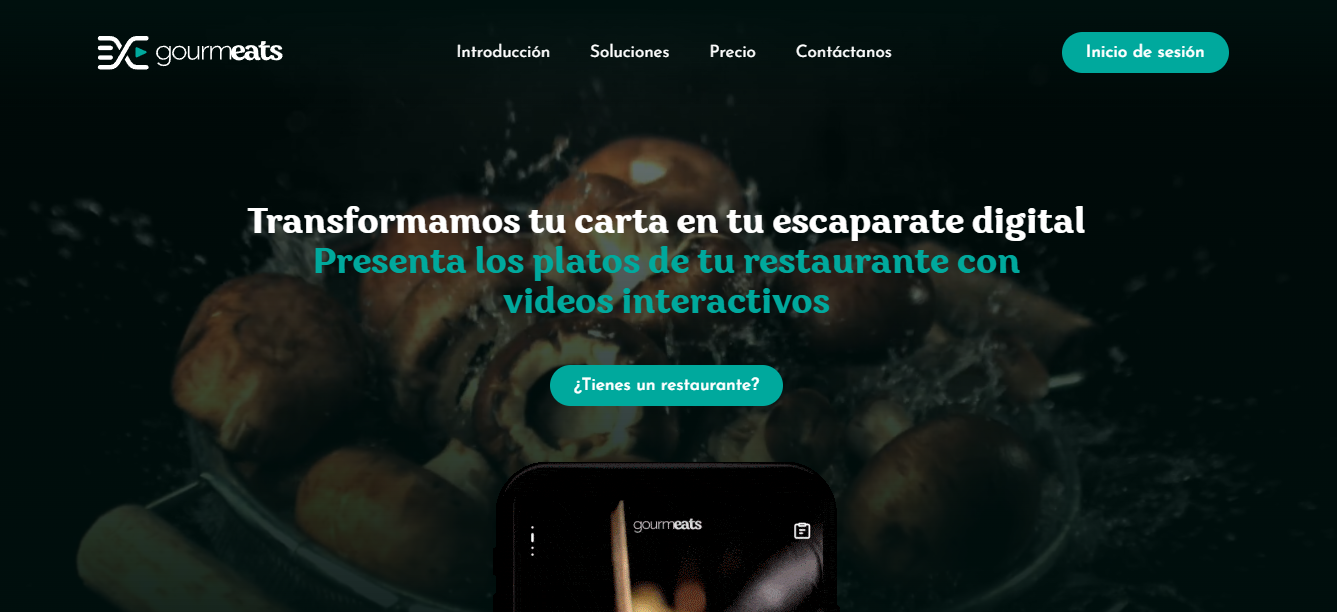 gourmeats
Introducción
Soluciones
Precio
Contáctanos
Inicio de sesión
Transformamos tu carta en tu escaparate digital
Presenta los platos de tu restaurante con
videos interactivos
¿Tienes un restaurante?
gourmeats